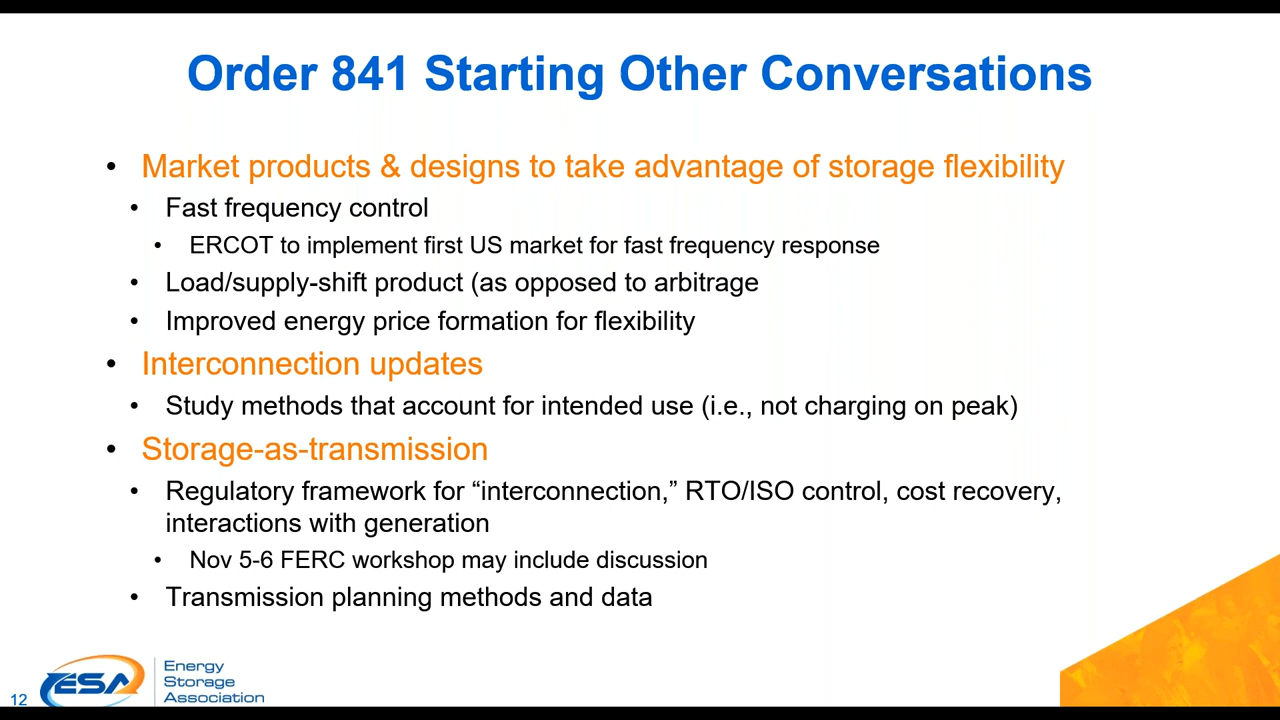 Order 841 Starting Other Conversations
• Market products & designs to take advantage of storage flexibility
• Fast frequency control
• ERCOT to implement first US market for fast frequency response
• Load/supply-shift product (as opposed to arbitrage
• Improved energy price formation for flexibility
• Interconnection updates
• Study methods that account for intended use (i.e., not charging on peak)
• Storage-as-transmission
• Regulatory framework for “interconnection,” RTO/ISO control, cost recovery,
interactions with generation
• Nov 5-6 FERC workshop may include discussion
• Transmission planning methods and data
12
ESA
Energy
Storage
Association